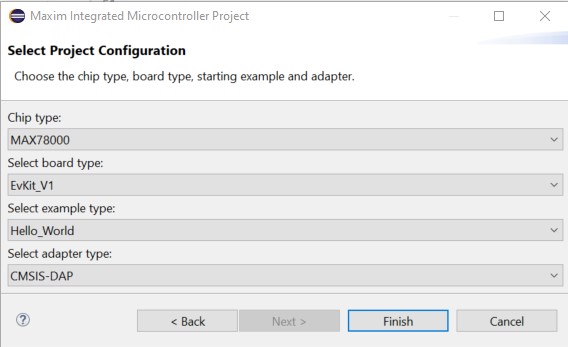 Maxim Integrated Microcontroller Project
Select Project Configuration
Choose the chip type, board type, starting example and adapter.
Chip type:
MAX78000
Select board type:
EvKit_V1
Select example type:
Hello_World
Select adapter type:
CMSIS-DAP
? < Back Next > Finish Cancel